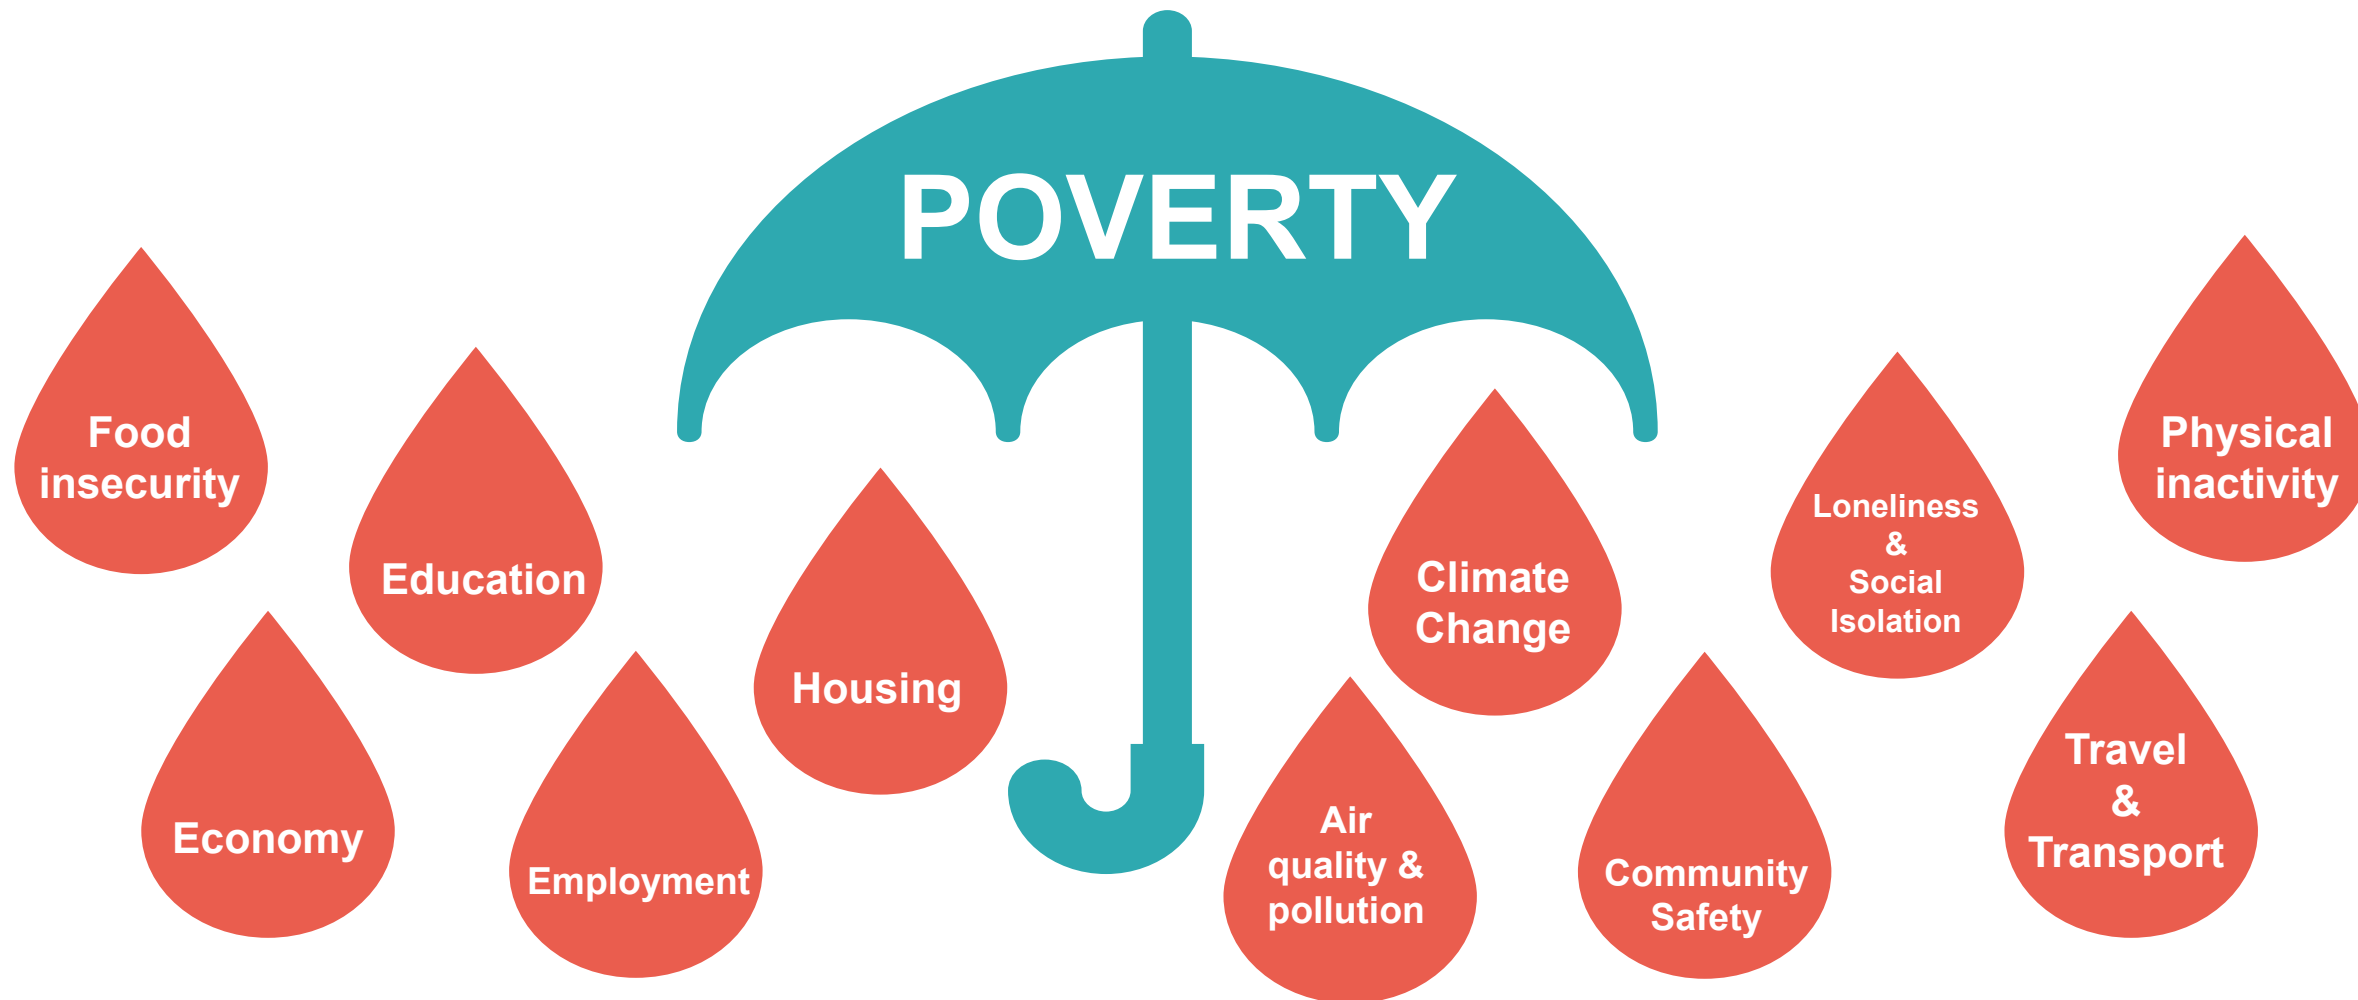 POVERTY
Food
insecurity
Education
Economy
Employment
Housing
Climate
Change
Air
quality &
pollution
Community
Safety
Loneliness
&
Social
Isolation
Travel
&
Transport
Physical
inactivity